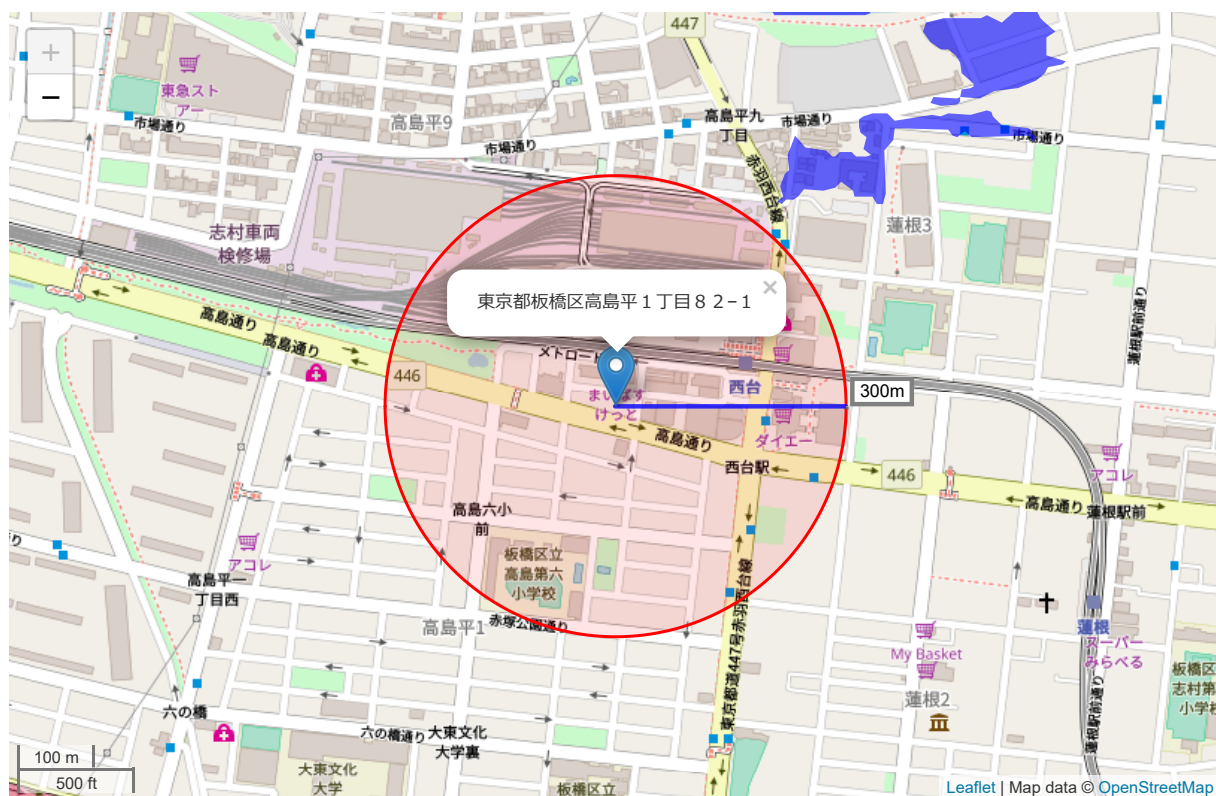 447
+
−
東急スト
アー
高島平9
市場通り
高島平九
丁目
市場通り
市場通り
市場通り
赤羽西台線
志村車両
検修場
蓮根3
×
東京都板橋区高島平１丁目８２−１
高島通り
高島通り
446
西台
まいばす
けっと
300m
蓮根駅前通り
高島通り
ダイエー
西台駅
446
アコレ
高島通り
蓮根駅前
高島六小
前
板橋区立
高島第六
小学校
アコレ
高島平一
丁目西
高島平1
赤塚公園通り
東京都道447号赤羽西台線
蓮根
スーパー
みらべる
My Basket
蓮根2
板橋区
志村第
小学校
蓮根駅前通り
六の橋
六の橋通り
大東文化
大学裏
大東文化
大学
板橋区立
100 m
500 ft
Leaflet | Map data © OpenStreetMap